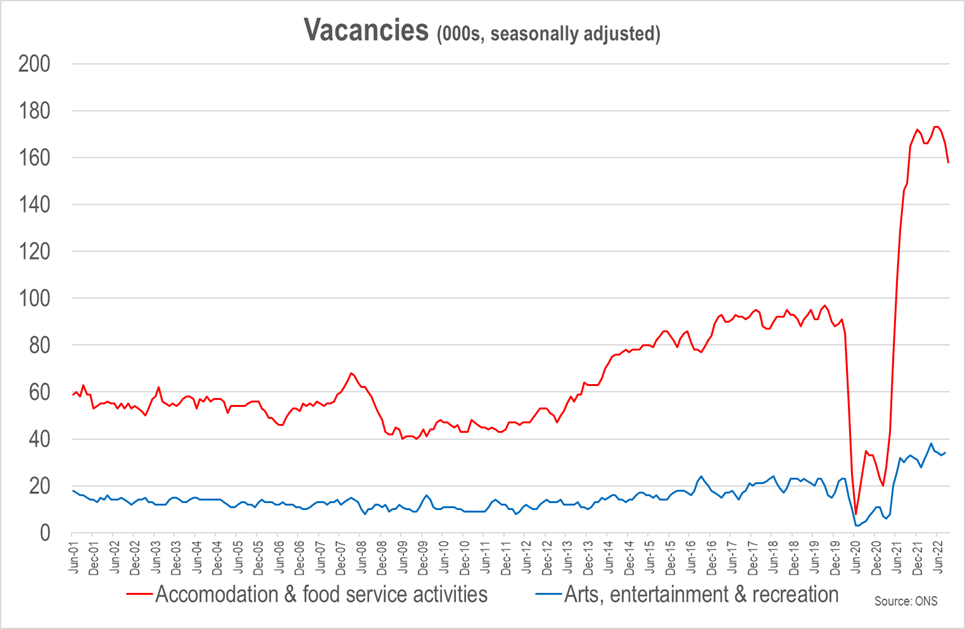 Vacancies (000s, seasonally adjusted)
200
180
160
140
120
100
80
60
40
20
0
Jun-01
Dec-01
Jun-02
Dec-02
Jun-03
Dec-03
Jun-04
Dec-04
Jun-05
Dec-05
Jun-06
Dec-06
Jun-07
Dec-07
Jun-08
Dec-08
Jun-09
Dec-09
Jun-10
Dec-10
Jun-11
Dec-11
Jun-12
Dec-12
Jun-13
Dec-13
Jun-14
Dec-14
Jun-15
Dec-15
Jun-16
Dec-16
Jun-17
Dec-17
Jun-18
Dec-18
Jun-19
Dec-19
Jun-20
Dec-20
Jun-21
Dec-21
Jun-22
Accomodation & food service activities
Arts, entertainment & recreation
Source: ONS